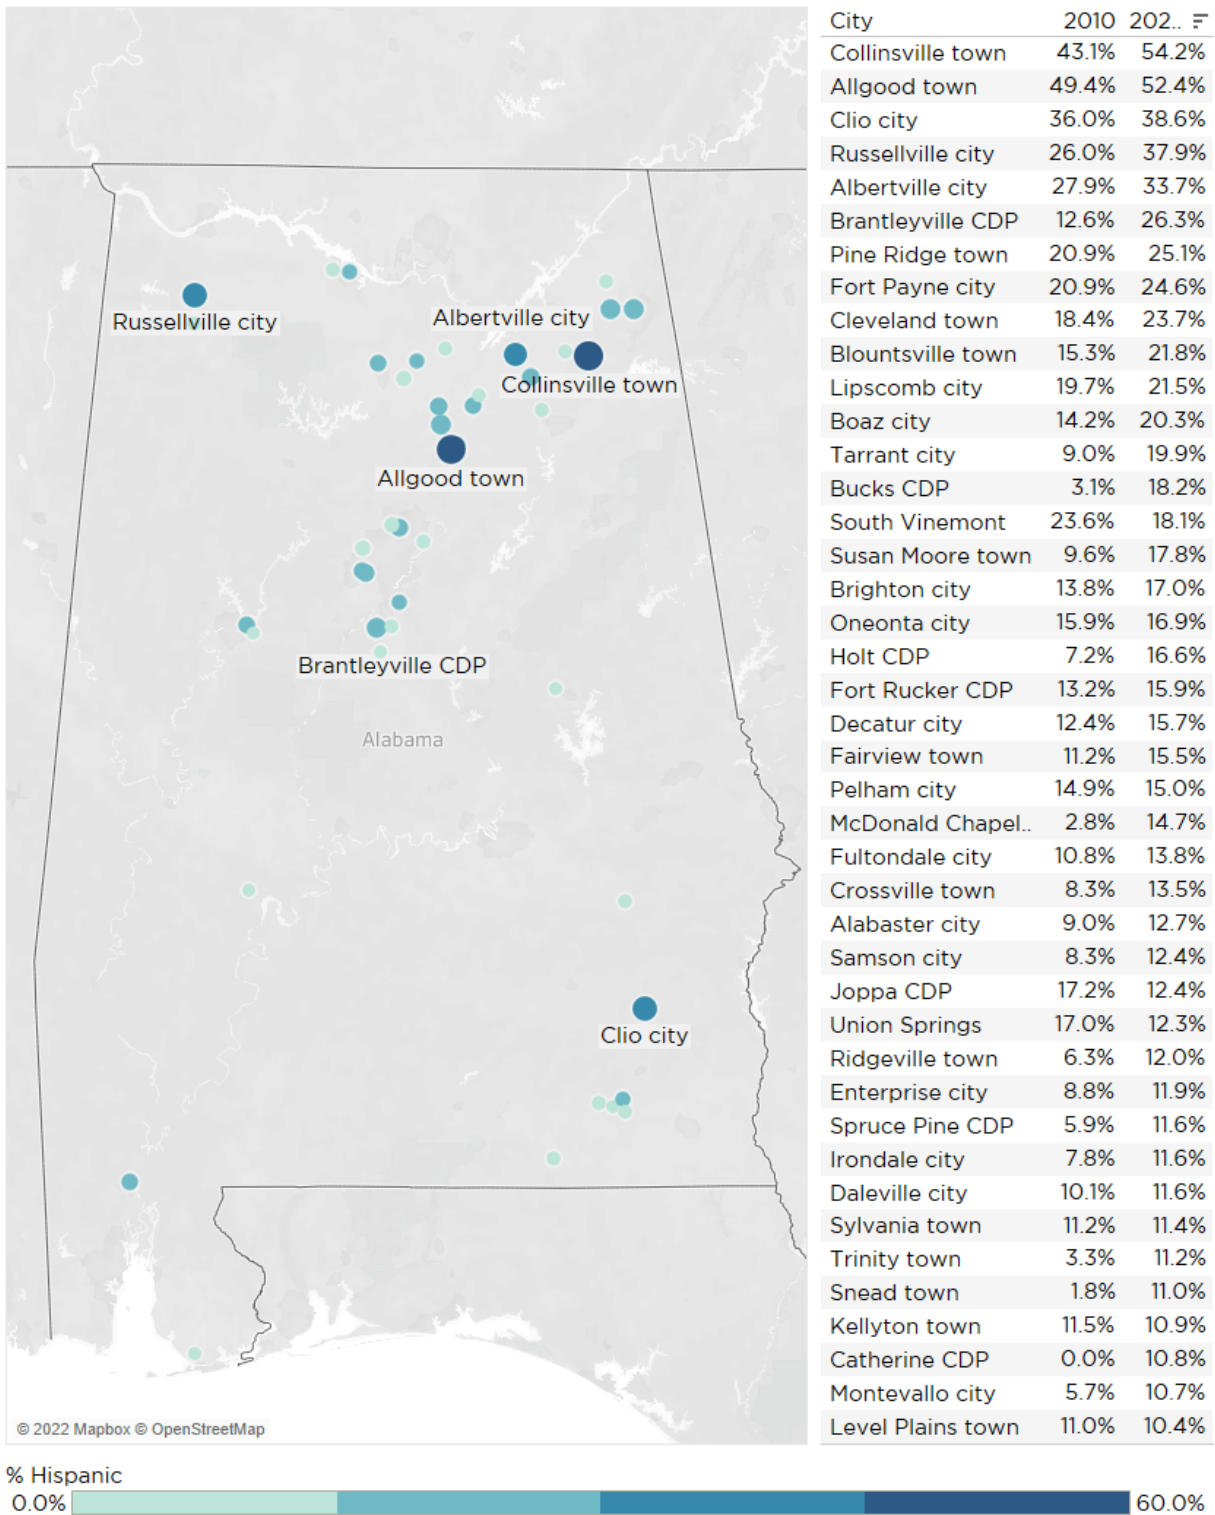 Russellville city
Albertville city
Collinsville town
Allgood town
Brantleyville CDP
Alabama
Clio city
© 2022 Mapbox © OpenStreetMap
City 2010 202..
Collinsville town 43.1% 54.2%
Allgood town 49.4% 52.4%
Clio city 36.0% 38.6%
Russellville city 26.0% 37.9%
Albertville city 27.9% 33.7%
Brantleyville CDP 12.6% 26.3%
Pine Ridge town 20.9% 25.1%
Fort Payne city 20.9% 24.6%
Cleveland town 18.4% 23.7%
Blountsville town 15.3% 21.8%
Lipscomb city 19.7% 21.5%
Boaz city 14.2% 20.3%
Tarrant city 9.0% 19.9%
Bucks CDP 3.1% 18.2%
South Vinemont 23.6% 18.1%
Susan Moore town 9.6% 17.8%
Brighton city 13.8% 17.0%
Oneonta city 15.9% 16.9%
Holt CDP 7.2% 16.6%
Fort Rucker CDP 13.2% 15.9%
Decatur city 12.4% 15.7%
Fairview town 11.2% 15.5%
Pelham city 14.9% 15.0%
McDonald Chapel.. 2.8% 14.7%
Fultondale city 10.8% 13.8%
Crossville town 8.3% 13.5%
Alabaster city 9.0% 12.7%
Samson city 8.3% 12.4%
Joppa CDP 17.2% 12.4%
Union Springs 17.0% 12.3%
Ridgeville town 6.3% 12.0%
Enterprise city 8.8% 11.9%
Spruce Pine CDP 5.9% 11.6%
Irondale city 7.8% 11.6%
Daleville city 10.1% 11.6%
Sylvania town 11.2% 11.4%
Trinity town 3.3% 11.2%
Snead town 1.8% 11.0%
Kellyton town 11.5% 10.9%
Catherine CDP 0.0% 10.8%
Montevallo city 5.7% 10.7%
Level Plains town 11.0% 10.4%
% Hispanic
0.0% 60.0%